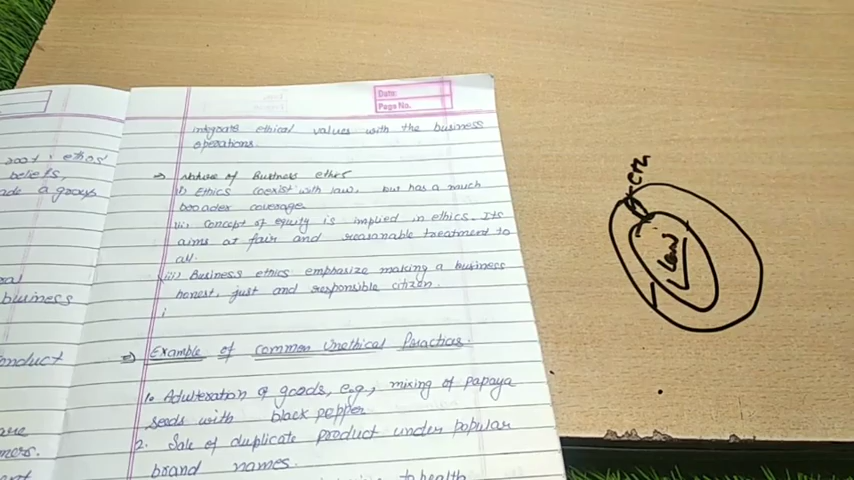 root : ethos'
beliefs,
ade a group
business
onduct
are
mers.
Date:
Page No.
integrate ethical values with the business
operations.
→ Nature of Business ethics
i) Ethics coexist with law, but has a much
broader coverage
ii. concept of equity is implied in ethics. Its
aims at fair and reasonable treatment to
all.
(iii) Business ethics emphasize making a business
honest, just and responsible citizen.
⇒ Example of common Unethical Practices.
1. Adulteration of goods, e.g., mixing of papaya
seeds with black pepper
2. Sale of duplicate product under popular
brand names.
to health
law